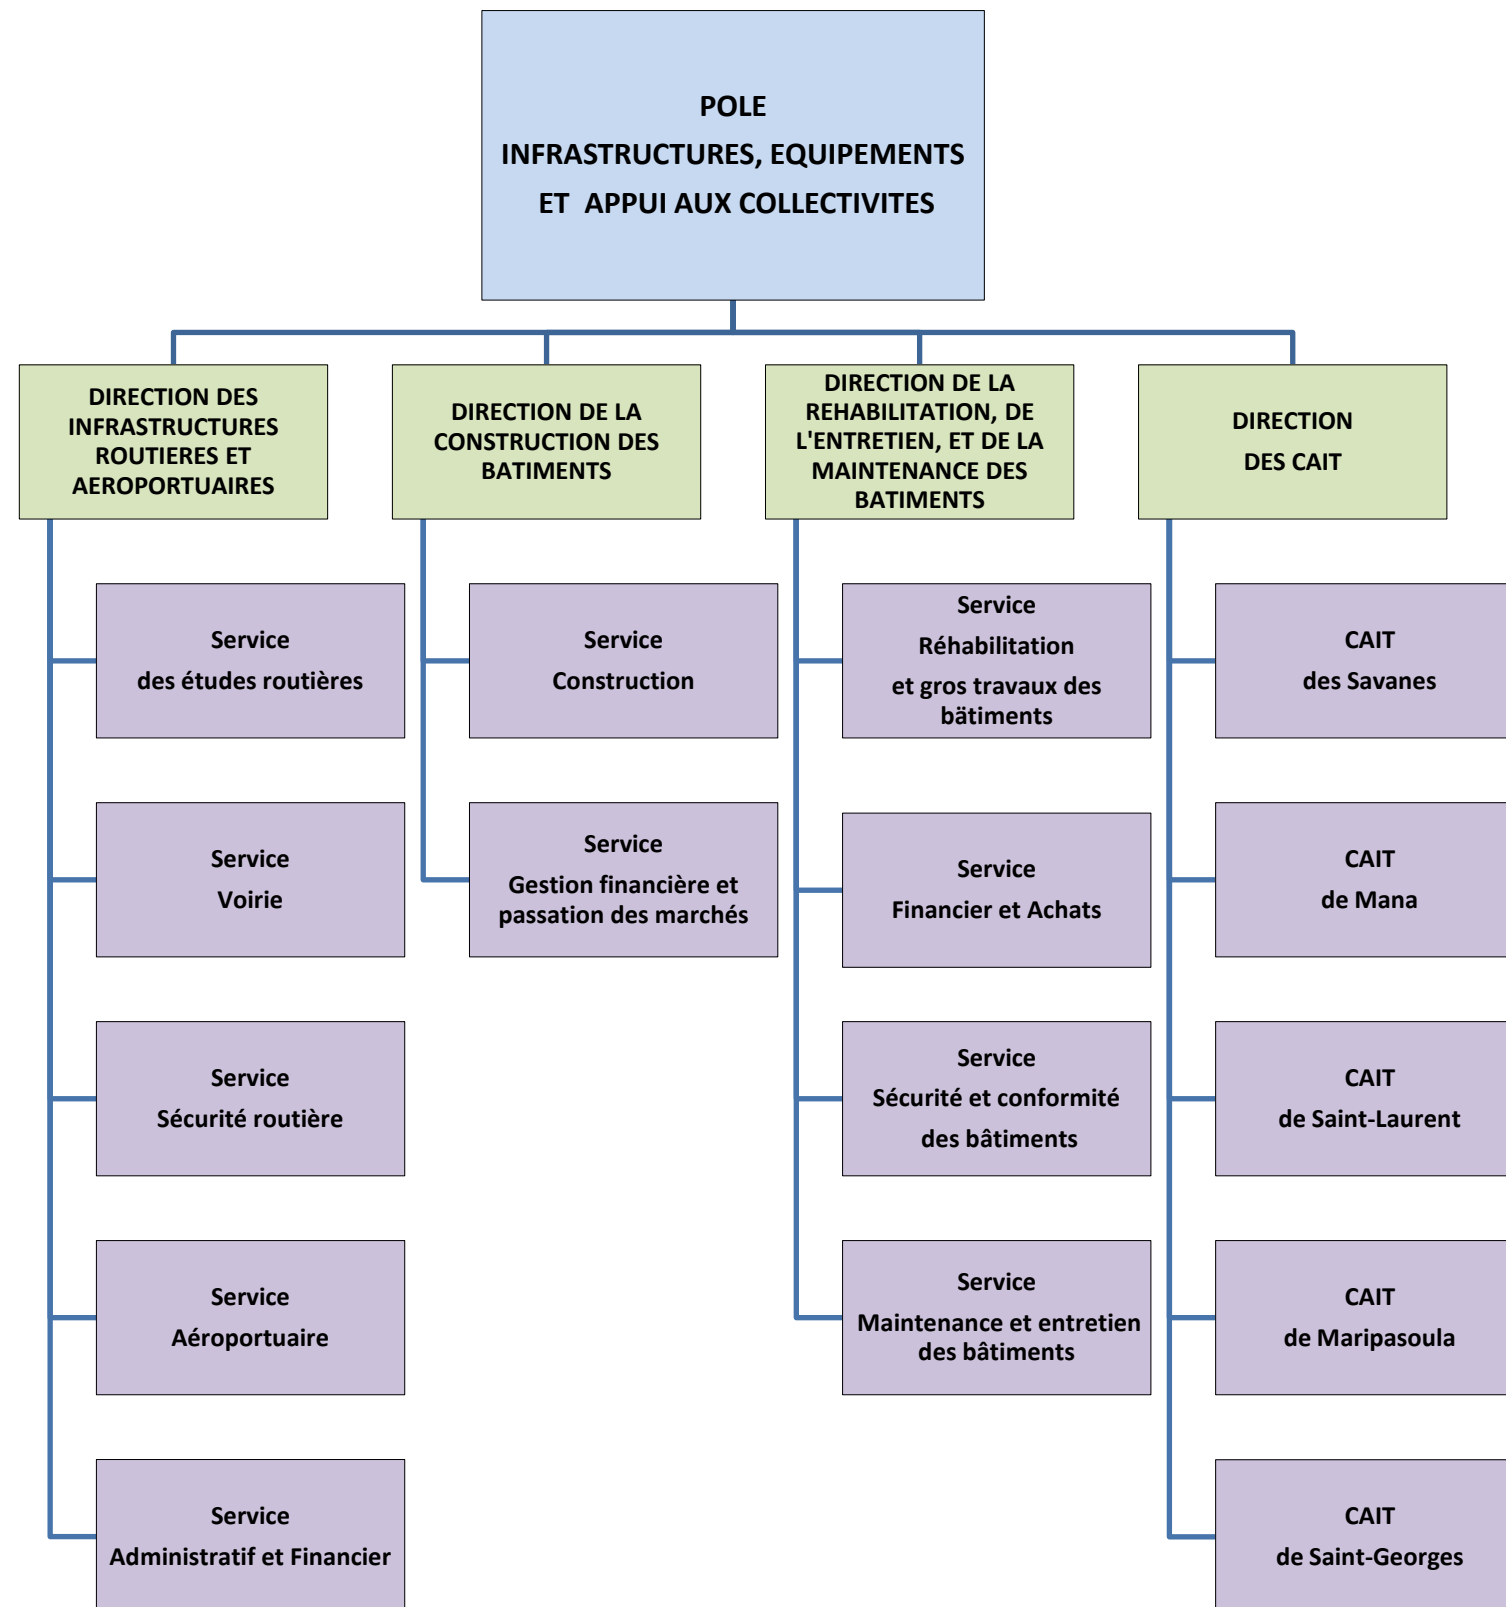 POLE
INFRASTRUCTURES, EQUIPEMENTS
ET APPUI AUX COLLECTIVITES
DIRECTION DES
INFRASTRUCTURES
ROUTIERES ET
AEROPORTUAIRES
Service
des études routières
Service
Voirie
Service
Sécurité routière
Service
Aéroportuaire
Service
Administratif et Financier
DIRECTION DE LA
CONSTRUCTION DES
BATIMENTS
Service
Construction
Service
Gestion financière et
passation des marchés
DIRECTION DE LA
REHABILITATION, DE
L'ENTRETIEN, ET DE LA
MAINTENANCE DES
BATIMENTS
Service
Réhabilitation
et gros travaux des
bätiments
Service
Financier et Achats
Service
Sécurité et conformité
des bâtiments
Service
Maintenance et entretien
des bâtiments
DIRECTION
DES CAIT
CAIT
des Savanes
CAIT
de Mana
CAIT
de Saint-Laurent
CAIT
de Maripasoula
CAIT
de Saint-Georges